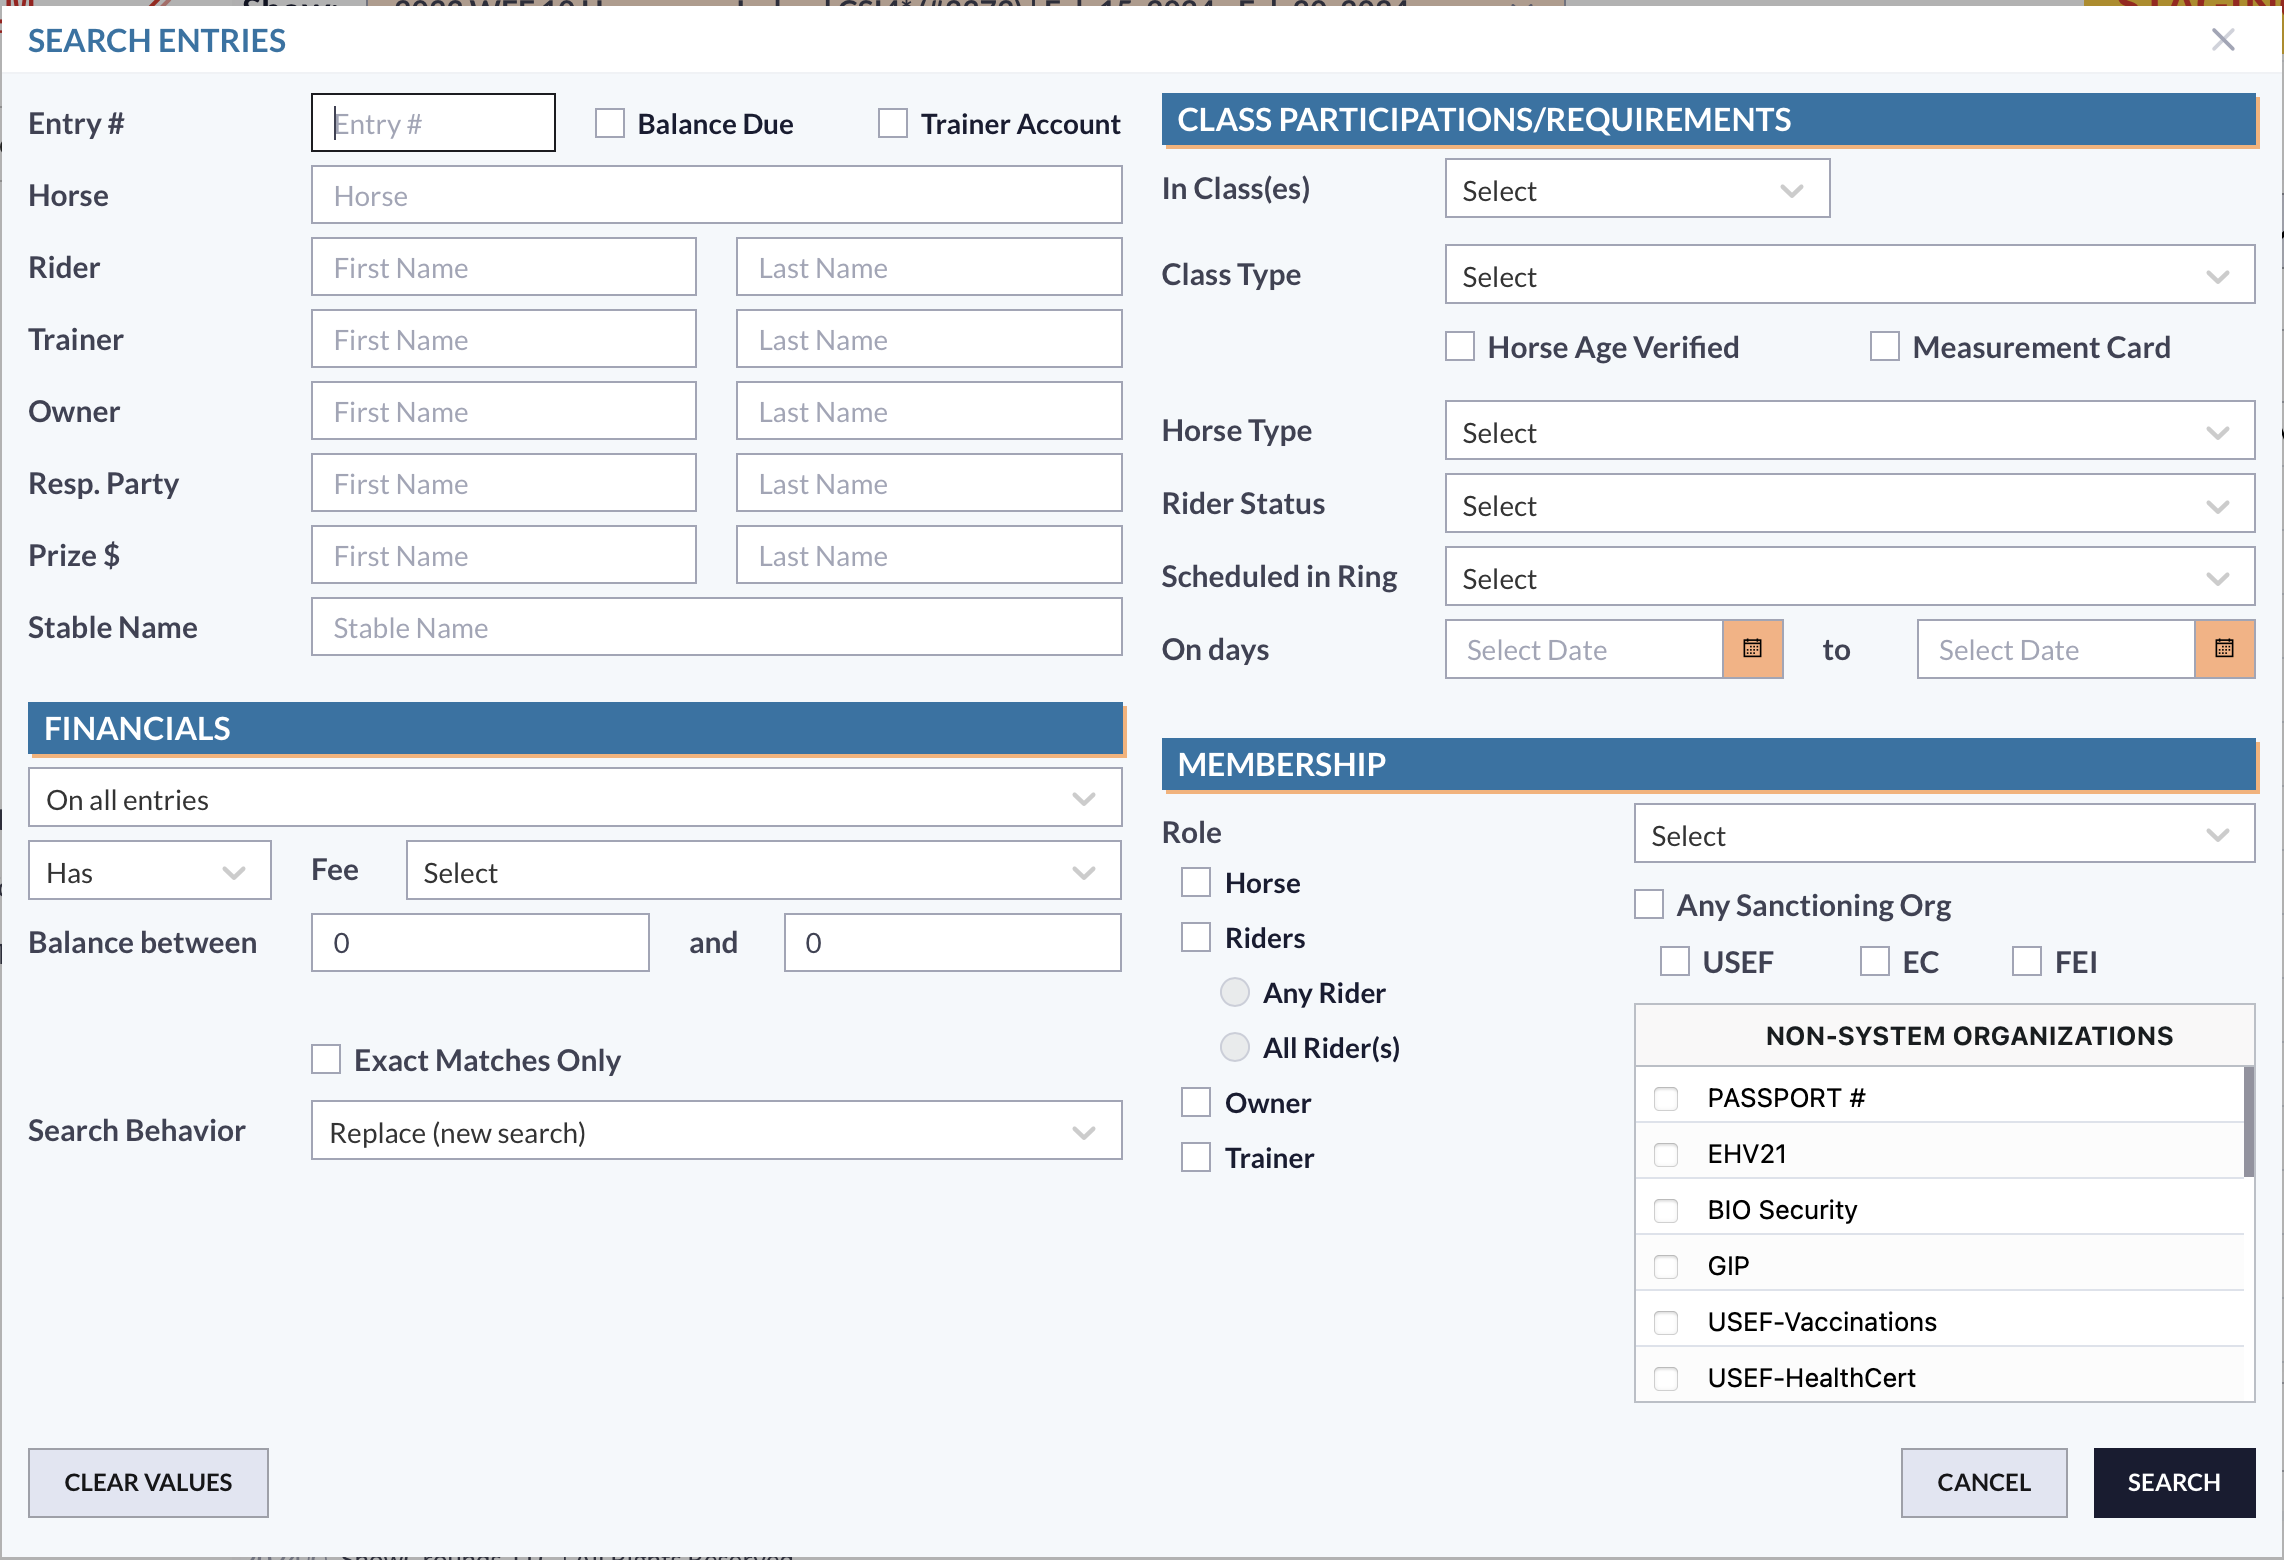 SEARCH ENTRIES
Entry # Entry # Balance Due Trainer Account
Horse Horse
Rider First Name Last Name
Trainer First Name Last Name
Owner First Name Last Name
Resp. Party First Name Last Name
Prize $ First Name Last Name
Stable Name Stable Name
FINANCIALS
On all entries
Has Fee Select
Balance between 0 and 0
Exact Matches Only
Search Behavior Replace (new search)
CLASS PARTICIPATIONS/REQUIREMENTS
In Class(es) Select
Class Type Select
Horse Age Verified Measurement Card
Horse Type Select
Rider Status Select
Scheduled in Ring Select
On days Select Date to Select Date
MEMBERSHIP
Role
Horse
Riders
Any Rider
All Rider(s)
Owner
Trainer
Select
Any Sanctioning Org
USEF EC FEI
NON-SYSTEM ORGANIZATIONS
PASSPORT #
EHV21
BIO Security
GIP
USEF-Vaccinations
USEF-HealthCert
CLEAR VALUES CANCEL SEARCH